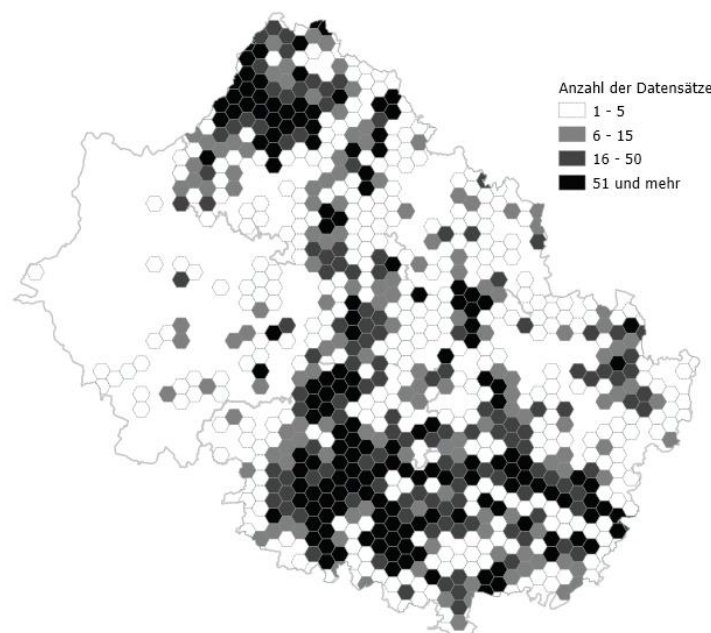 Anzahl der Datensätze
1 - 5
6 - 15
16 - 50
51 und mehr